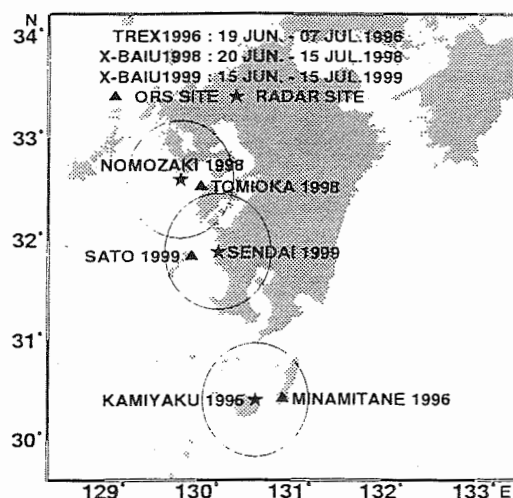 N
34°
TREX1996 : 19 JUN. - 07 JUL.1996
X-BAIU1998 : 20 JUN. - 15 JUL.1998
X-BAIU1999 : 15 JUN. - 15 JUL.1999
▲ ORS SITE ★ RADAR SITE
33°
NOMOZAKI 1998
TOMIOKA 1998
32°
SATO 1999
SENDAI 1999
31°
KAMIYAKU 1996
MINAMITANE 1996
30°
129° 130° 131° 132° 133° E